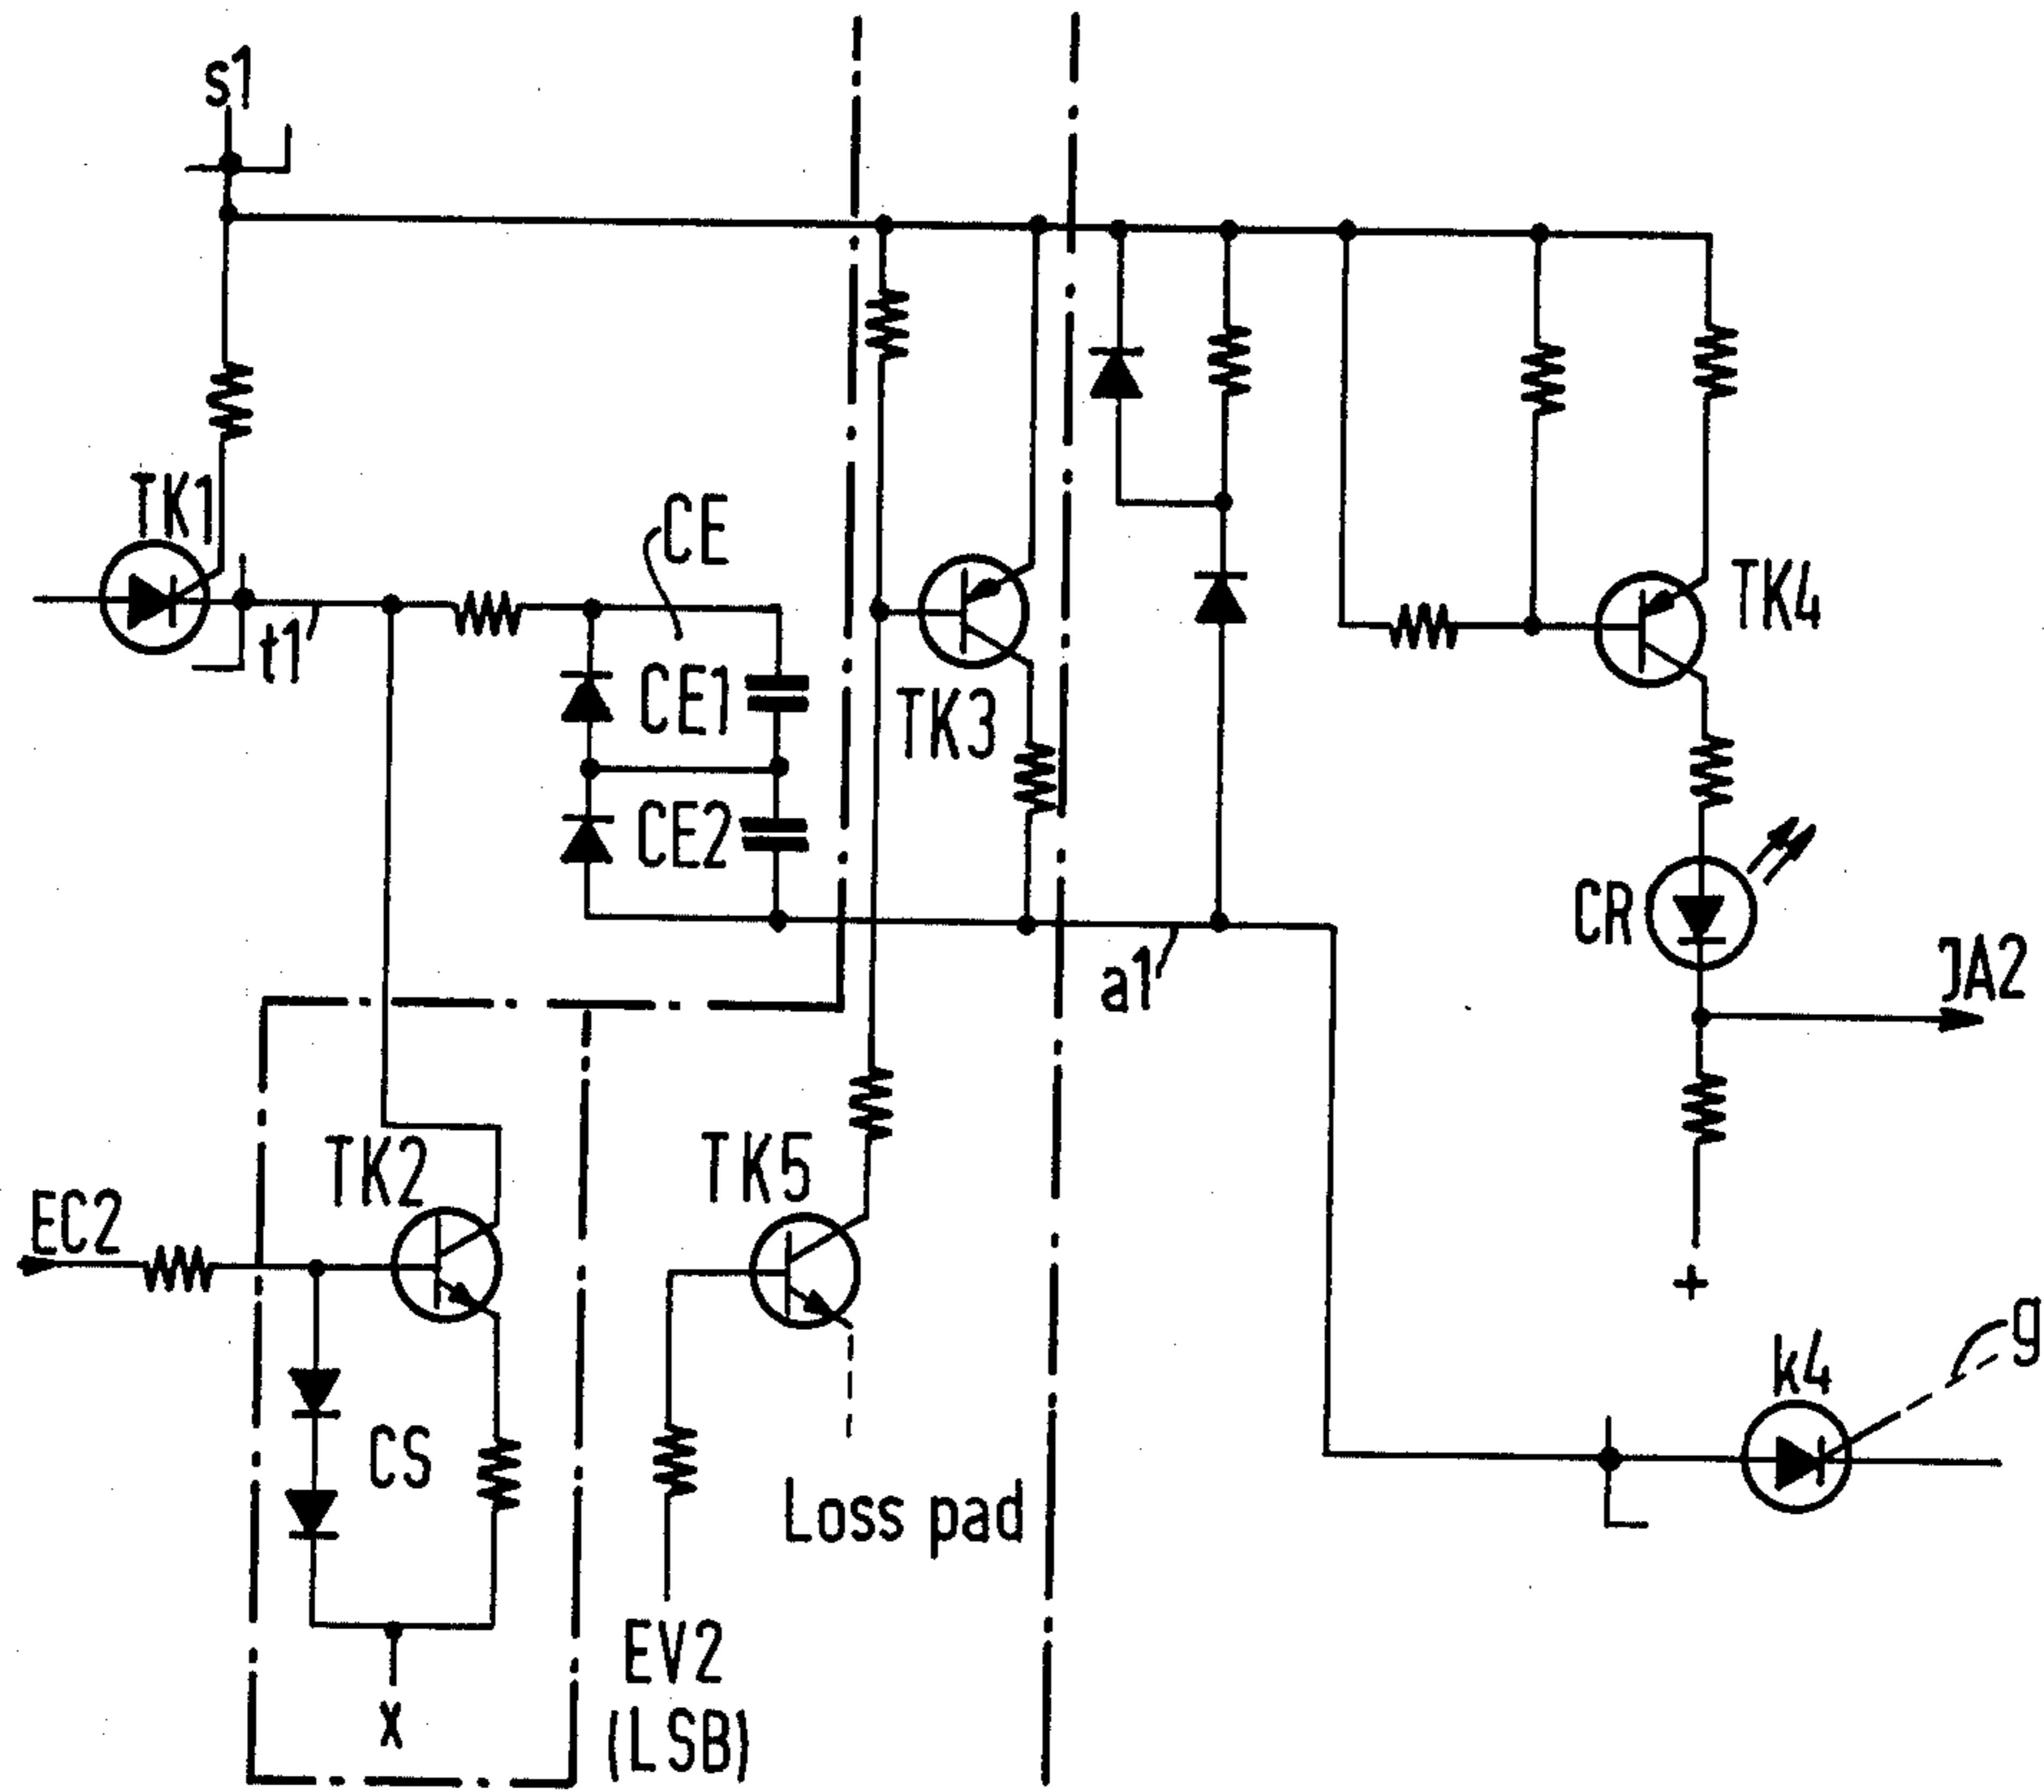 s1
TK1
CE
t1
CE1
TK3
TK4
CE2
CR
a1
JA2
TK2
TK5
EC2
+
g
k4
CS
Loss pad
EV2
(LSB)
x